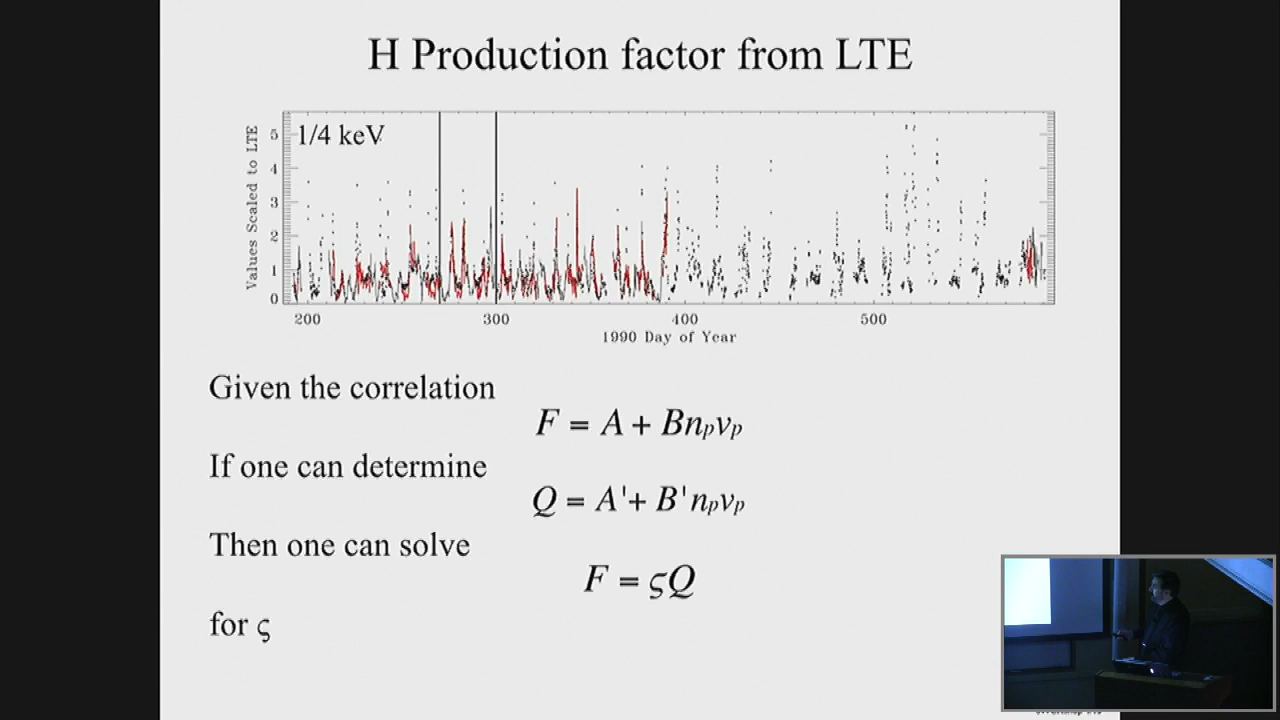 H Production factor from LTE
1/4 keV
Values Scaled to LTE
5
4
3
2
1
0
200 300 400 500
1990 Day of Year
Given the correlation
F = A + Bnₚvₚ
If one can determine
Q = A'+ B'nₚvₚ
Then one can solve
F = ςQ
for ς